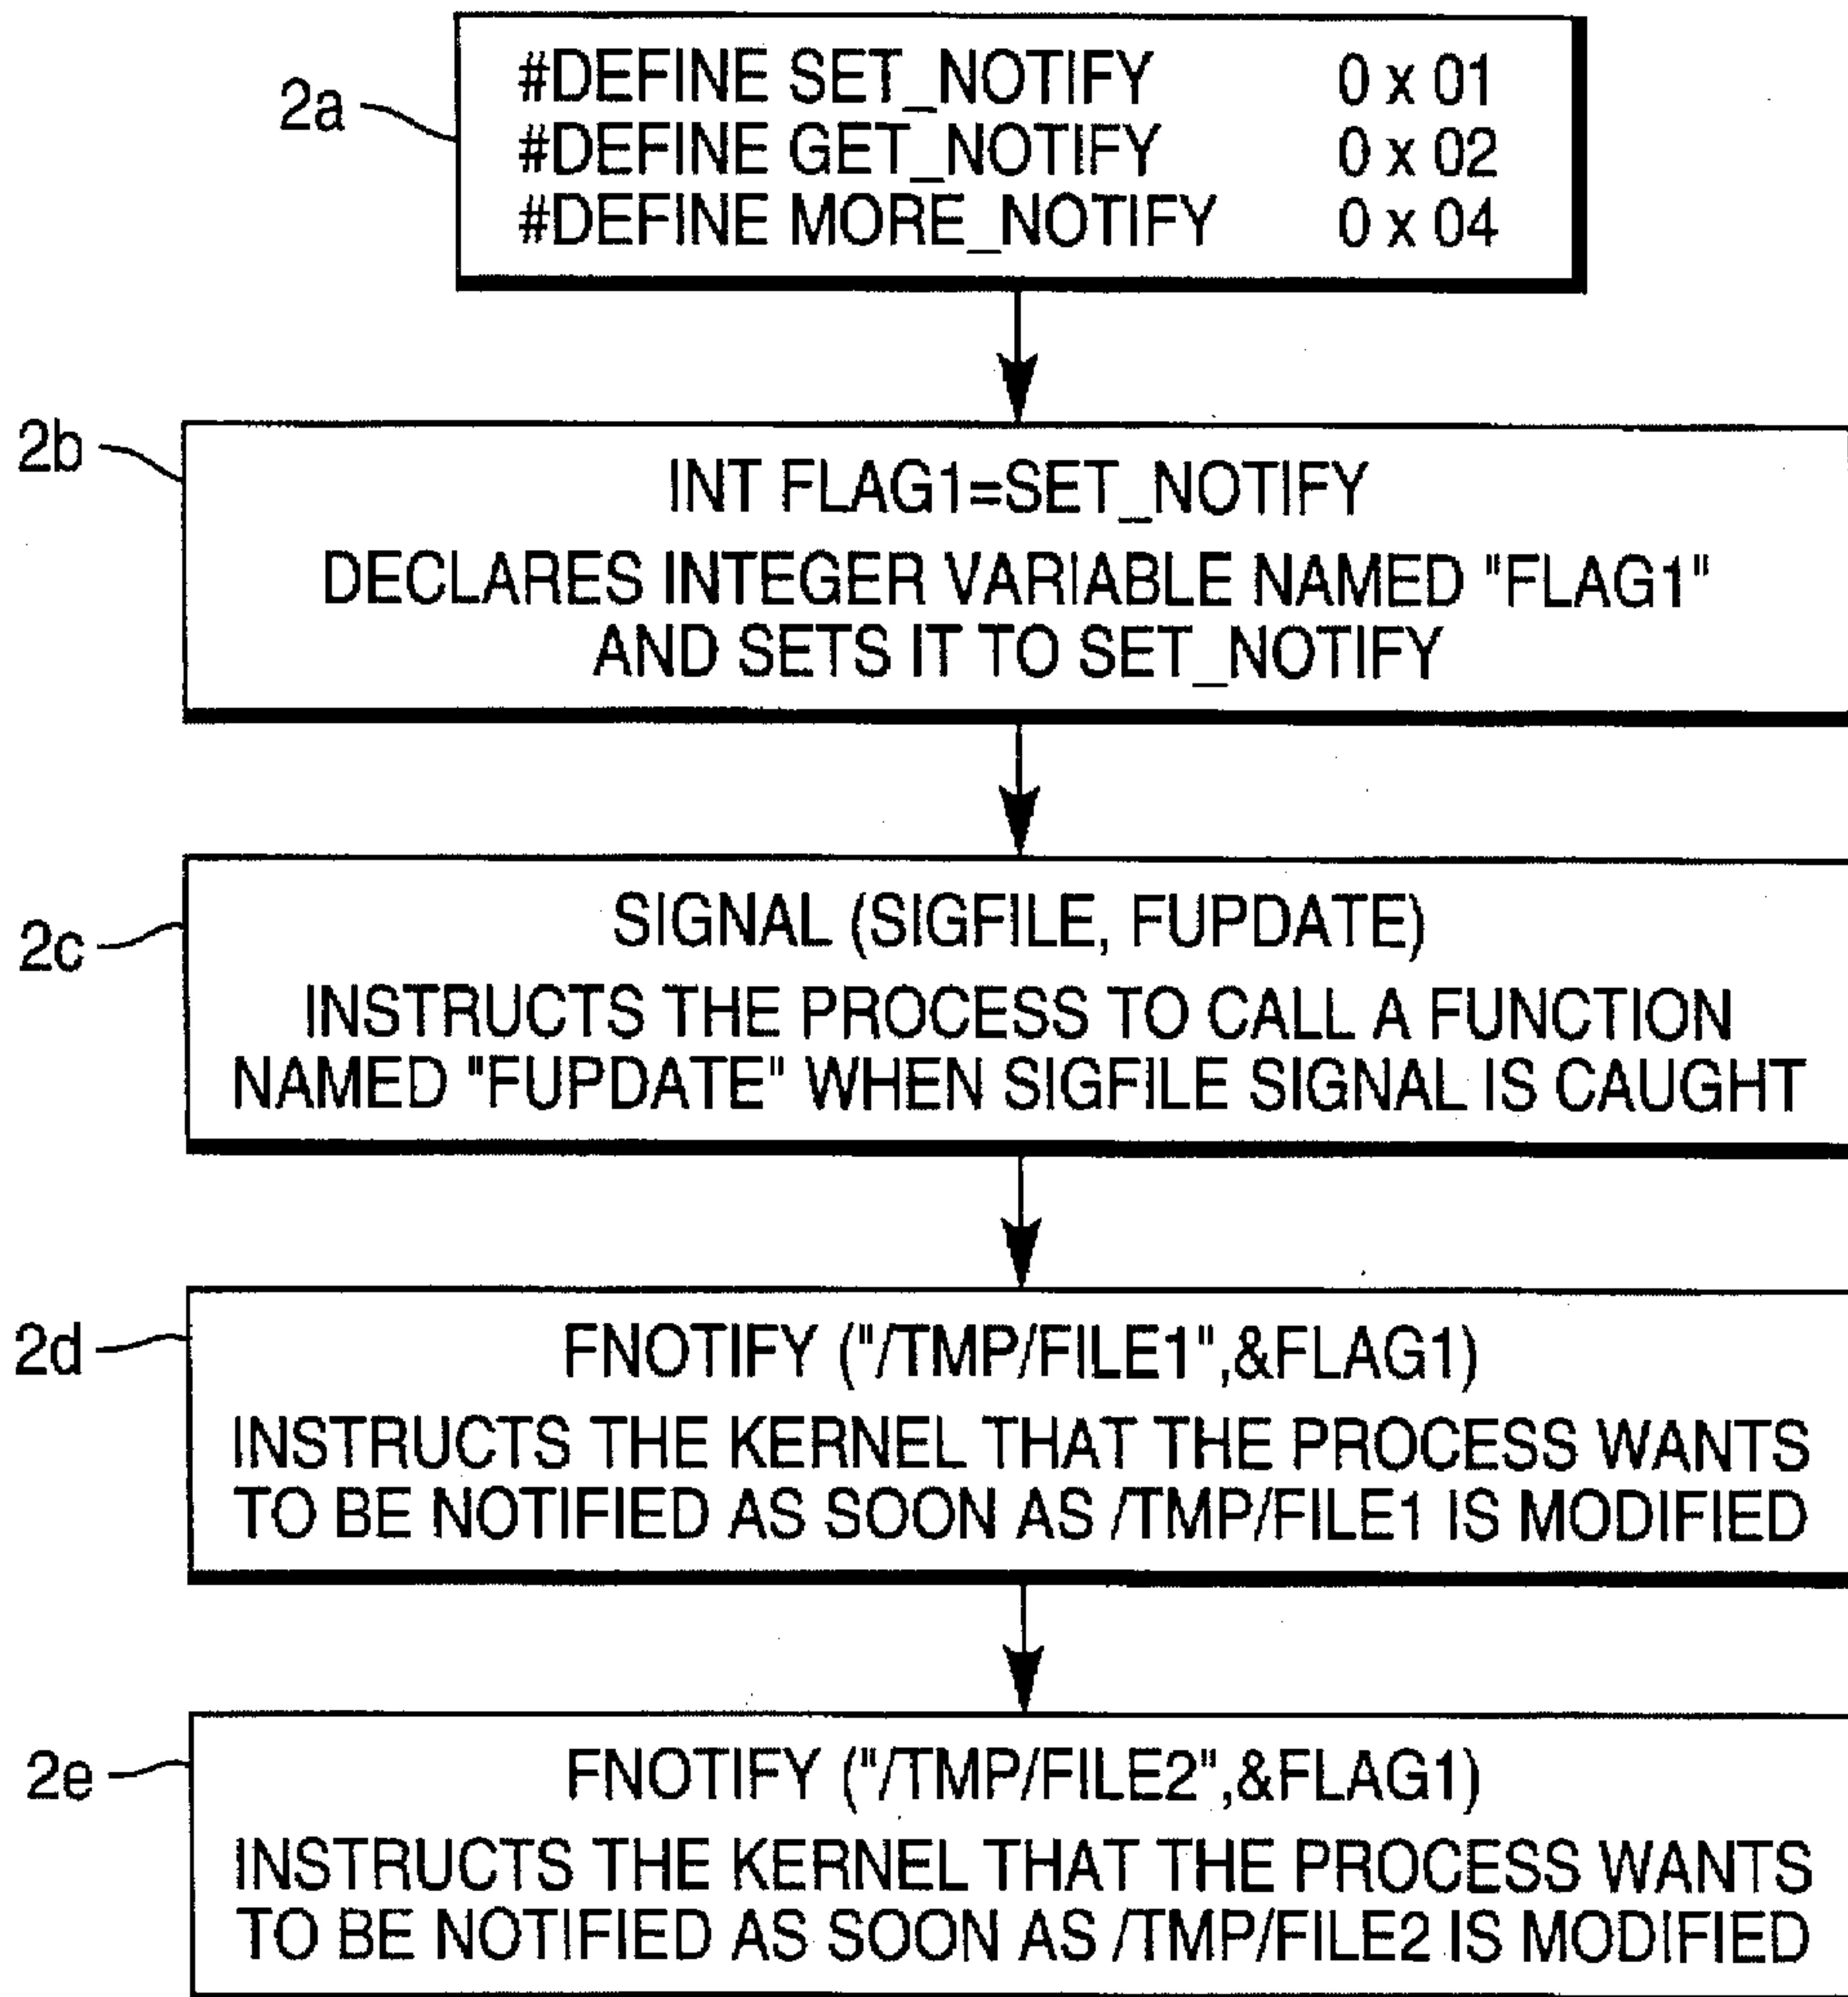 2a
#DEFINE SET_NOTIFY 0 x 01
#DEFINE GET_NOTIFY 0 x 02
#DEFINE MORE_NOTIFY 0 x 04
2b
INT FLAG1=SET_NOTIFY
DECLARES INTEGER VARIABLE NAMED "FLAG1"
AND SETS IT TO SET_NOTIFY
2c
SIGNAL (SIGFILE, FUPDATE)
INSTRUCTS THE PROCESS TO CALL A FUNCTION
NAMED "FUPDATE" WHEN SIGFILE SIGNAL IS CAUGHT
2d
FNOTIFY ("/TMP/FILE1",&FLAG1)
INSTRUCTS THE KERNEL THAT THE PROCESS WANTS
TO BE NOTIFIED AS SOON AS /TMP/FILE1 IS MODIFIED
2e
FNOTIFY ("/TMP/FILE2",&FLAG1)
INSTRUCTS THE KERNEL THAT THE PROCESS WANTS
TO BE NOTIFIED AS SOON AS /TMP/FILE2 IS MODIFIED